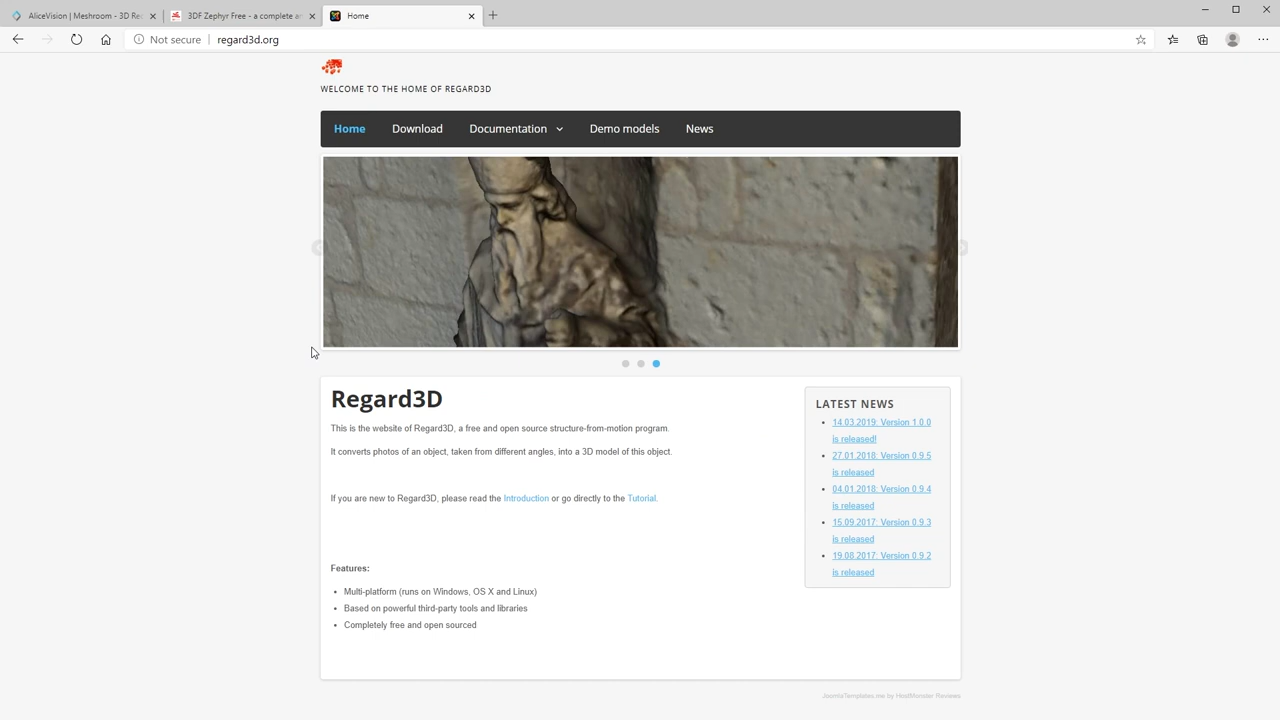 AliceVision | Meshroom - 3D Rec
3DF Zephyr Free - a complete an
Home
Not secure
regard3d.org
WELCOME TO THE HOME OF REGARD3D
Home
Download
Documentation
Demo models
News
Regard3D
This is the website of Regard3D, a free and open source structure-from-motion program.
It converts photos of an object, taken from different angles, into a 3D model of this object.
If you are new to Regard3D, please read the Introduction or go directly to the Tutorial.
Features:
Multi-platform (runs on Windows, OS X and Linux)
Based on powerful third-party tools and libraries
Completely free and open sourced
LATEST NEWS
14.03.2019: Version 1.0.0
is released!
27.01.2018: Version 0.9.5
is released
04.01.2018: Version 0.9.4
is released
15.09.2017: Version 0.9.3
is released
19.08.2017: Version 0.9.2
is released
JoomlaTemplates.me by HostMonster Reviews